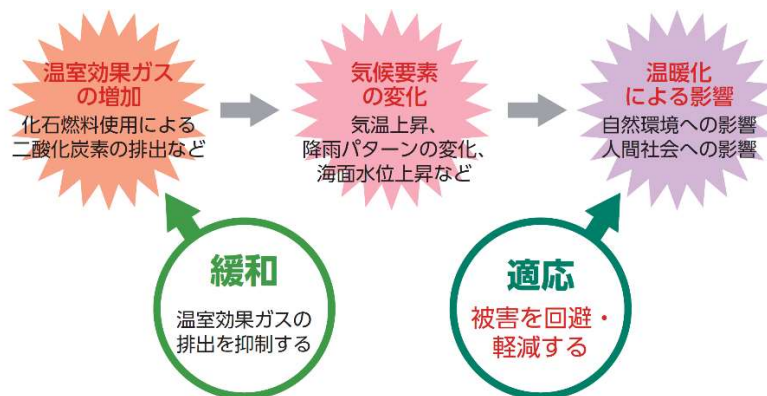 温室効果ガス
の増加
化石燃料使用による
二酸化炭素の排出など
気候要素
の変化
気温上昇、
降雨パターンの変化、
海面水位上昇など
温暖化
による影響
自然環境への影響
人間社会への影響
緩和
温室効果ガスの
排出を抑制する
適応
被害を回避・
軽減する